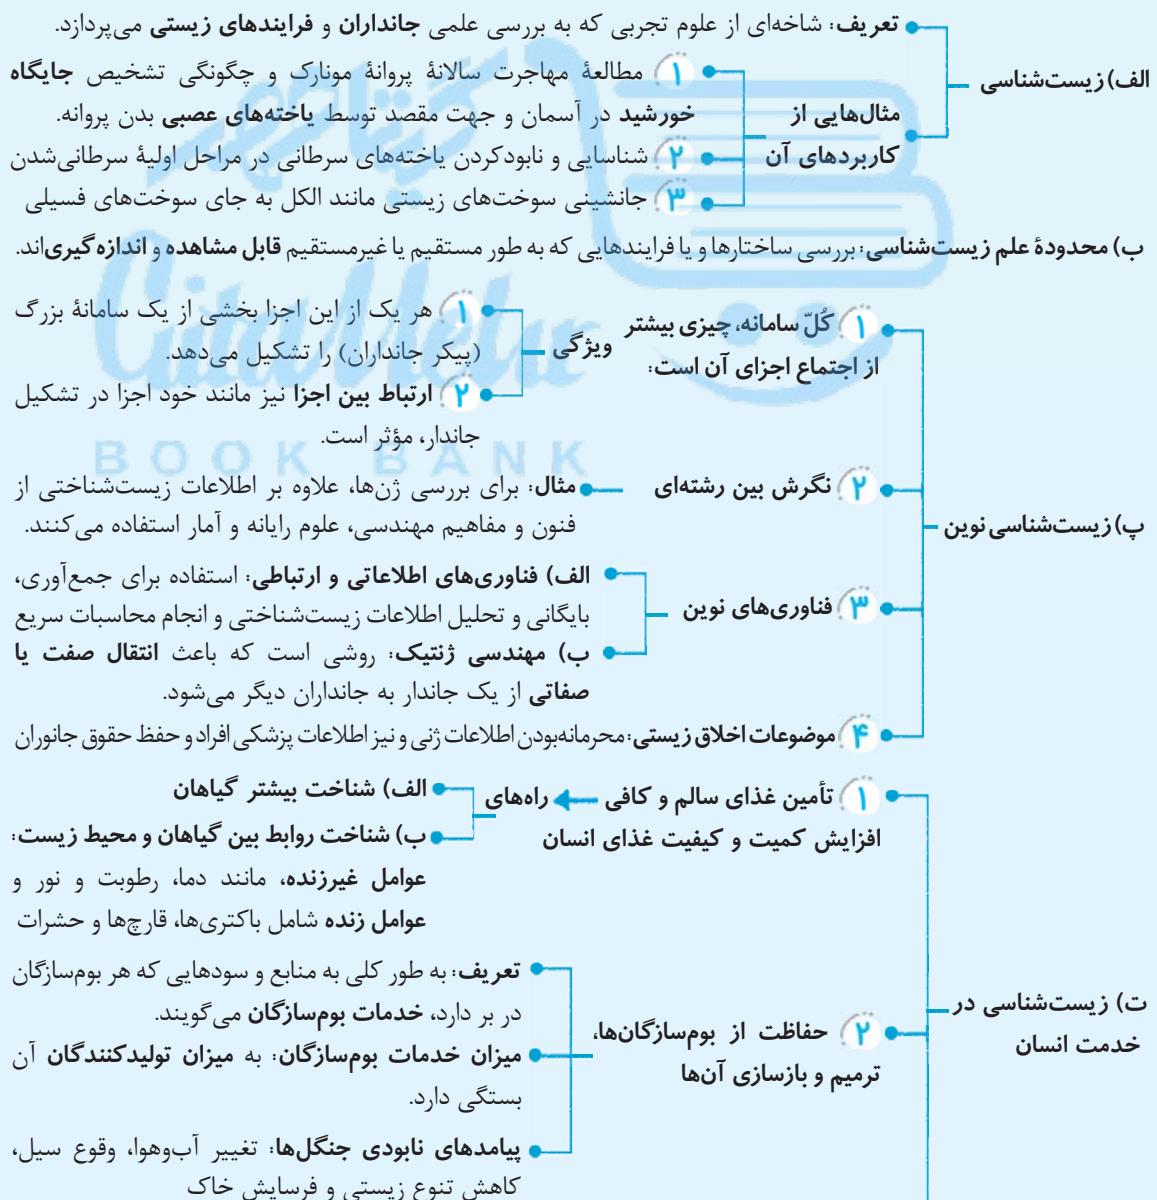 الف) زیست‌شناسی
تعریف: شاخه‌ای از علوم تجربی که به بررسی علمی جانداران و فرایندهای زیستی می‌پردازد.
مثال‌هایی از
کاربردهای آن
۱ مطالعهٔ مهاجرت سالانهٔ پروانهٔ مونارک و چگونگی تشخیص جایگاه
خورشید در آسمان و جهت مقصد توسط یاخته‌های عصبی بدن پروانه.
۲ شناسایی و نابودکردن یاخته‌های سرطانی در مراحل اولیهٔ سرطانی‌شدن
۳ جانشینی سوخت‌های زیستی مانند الکل به جای سوخت‌های فسیلی
ب) محدودهٔ علم زیست‌شناسی: بررسی ساختارها و یا فرایندهایی که به طور مستقیم یا غیرمستقیم قابل مشاهده و اندازه‌گیری‌اند.
پ) زیست‌شناسی نوین
۱ کُلّ سامانه، چیزی بیشتر
از اجتماع اجزای آن است:
ویژگی
۱ هر یک از این اجزا بخشی از یک سامانهٔ بزرگ
(پیکر جانداران) را تشکیل می‌دهد.
۲ ارتباط بین اجزا نیز مانند خود اجزا در تشکیل
جاندار، مؤثر است.
۲ نگرش بین رشته‌ای
مثال: برای بررسی ژن‌ها، علاوه بر اطلاعات زیست‌شناختی از
فنون و مفاهیم مهندسی، علوم رایانه و آمار استفاده می‌کنند.
۳ فناوری‌های نوین
الف) فناوری‌های اطلاعاتی و ارتباطی: استفاده برای جمع‌آوری،
بایگانی و تحلیل اطلاعات زیست‌شناختی و انجام محاسبات سریع
ب) مهندسی ژنتیک: روشی است که باعث انتقال صفت یا
صفاتی از یک جاندار به جانداران دیگر می‌شود.
۴ موضوعات اخلاق زیستی: محرمانه‌بودن اطلاعات ژنی و نیز اطلاعات پزشکی افراد و حفظ حقوق جانوران
ت) زیست‌شناسی در
خدمت انسان
۱ تأمین غذای سالم و کافی ← راه‌های
افزایش کمیت و کیفیت غذای انسان
الف) شناخت بیشتر گیاهان
ب) شناخت روابط بین گیاهان و محیط زیست:
عوامل غیرزنده، مانند دما، رطوبت و نور و
عوامل زنده شامل باکتری‌ها، قارچ‌ها و حشرات
۲ حفاظت از بوم‌سازگان‌ها،
ترمیم و بازسازی آن‌ها
تعریف: به طور کلی به منابع و سودهایی که هر بوم‌سازگان
در بر دارد، خدمات بوم‌سازگان می‌گویند.
میزان خدمات بوم‌سازگان: به میزان تولیدکنندگان آن
بستگی دارد.
پیامدهای نابودی جنگل‌ها: تغییر آب‌وهوا، وقوع سیل،
کاهش تنوع زیستی و فرسایش خاک
BOOK BANK